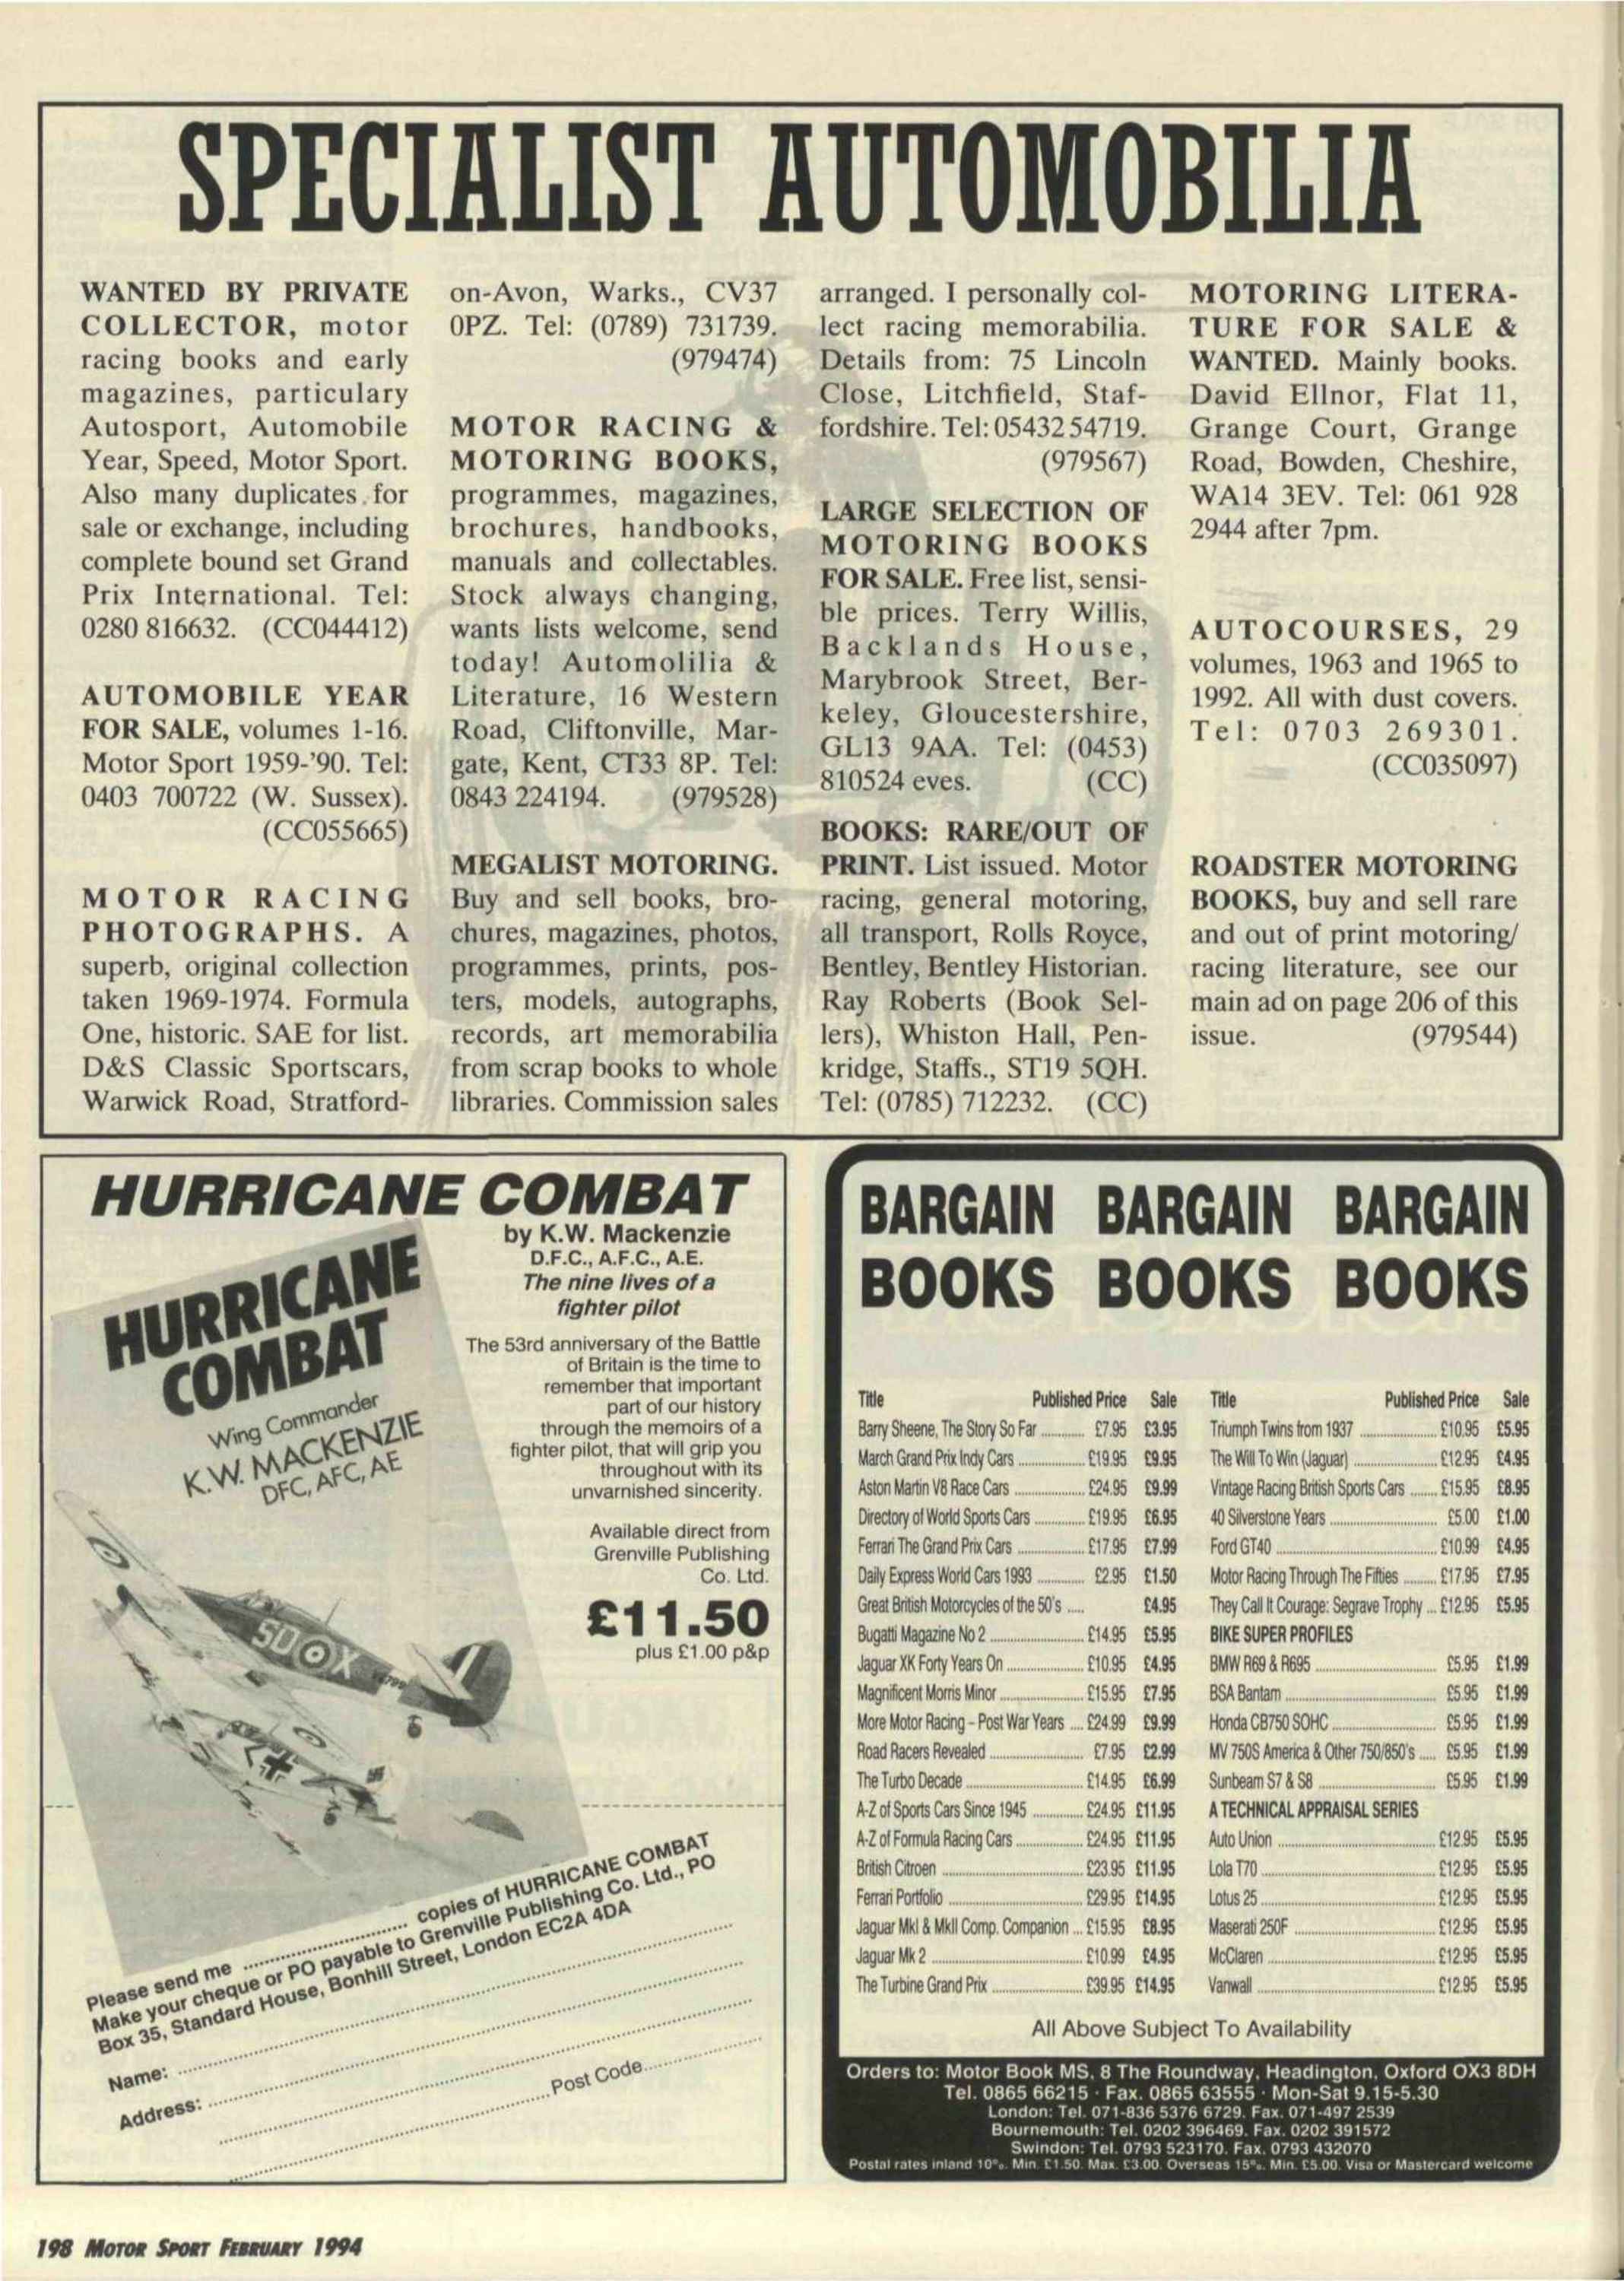 SPECIALIST AUTOMOBILIA
WANTED BY PRIVATE
COLLECTOR, motor
racing books and early
magazines, particulary
Autosport, Automobile
Year, Speed, Motor Sport.
Also many duplicates for
sale or exchange, including
complete bound set Grand
Prix International. Tel:
0280 816632. (CC044412)
AUTOMOBILE YEAR
FOR SALE, volumes 1-16.
Motor Sport 1959-'90. Tel:
0403 700722 (W. Sussex).
(CC055665)
MOTOR RACING
PHOTOGRAPHS. A
superb, original collection
taken 1969-1974. Formula
One, historic. SAE for list.
D&S Classic Sportscars,
Warwick Road, Stratford-
on-Avon, Warks., CV37
0PZ. Tel: (0789) 731739.
(979474)
MOTOR RACING &
MOTORING BOOKS,
programmes, magazines,
brochures, handbooks,
manuals and collectables.
Stock always changing,
wants lists welcome, send
today! Automolilia &
Literature, 16 Western
Road, Cliftonville, Mar-
gate, Kent, CT33 8P. Tel:
0843 224194. (979528)
MEGALIST MOTORING.
Buy and sell books, bro-
chures, magazines, photos,
programmes, prints, pos-
ters, models, autographs,
records, art memorabilia
from scrap books to whole
libraries. Commission sales
arranged. I personally col-
lect racing memorabilia.
Details from: 75 Lincoln
Close, Litchfield, Staf-
fordshire. Tel: 05432 54719.
(979567)
LARGE SELECTION OF
MOTORING BOOKS
FOR SALE. Free list, sensi-
ble prices. Terry Willis,
Backlands House,
Marybrook Street, Ber-
keley, Gloucestershire,
GL13 9AA. Tel: (0453)
810524 eves. (CC)
BOOKS: RARE/OUT OF
PRINT. List issued. Motor
racing, general motoring,
all transport, Rolls Royce,
Bentley, Bentley Historian.
Ray Roberts (Book Sel-
lers), Whiston Hall, Pen-
kridge, Staffs., ST19 5QH.
Tel: (0785) 712232. (CC)
MOTORING LITERA-
TURE FOR SALE &
WANTED. Mainly books.
David Ellnor, Flat 11,
Grange Court, Grange
Road, Bowden, Cheshire,
WA14 3EV. Tel: 061 928
2944 after 7pm.
AUTOCOURSES, 29
volumes, 1963 and 1965 to
1992. All with dust covers.
Tel: 0703 269301.
(CC035097)
ROADSTER MOTORING
BOOKS, buy and sell rare
and out of print motoring/
racing literature, see our
main ad on page 206 of this
issue. (979544)
HURRICANE COMBAT
by K.W. Mackenzie
D.F.C., A.F.C., A.E.
The nine lives of a
fighter pilot
The 53rd anniversary of the Battle
of Britain is the time to
remember that important
part of our history
through the memoirs of a
fighter pilot, that will grip you
throughout with its
unvarnished sincerity.
Available direct from
Grenville Publishing
Co. Ltd.
£11.50
plus £1.00 p&p
HURRICANE
COMBAT
Wing Commander
K.W. MACKENZIE
DFC, AFC, AE
SD X
Please send me .............................. copies of HURRICANE COMBAT
Make your cheque or PO payable to Grenville Publishing Co. Ltd., PO
Box 35, Standard House, Bonhill Street, London EC2A 4DA
Name: ..............................
Address: ..............................
..............................
..............................Post Code..............................
BARGAIN BARGAIN BARGAIN
BOOKS BOOKS BOOKS
Title Published Price Sale
Barry Sheene, The Story So Far ............ £7.95 £3.95
March Grand Prix Indy Cars ............ £19.95 £9.95
Aston Martin V8 Race Cars ............ £24.95 £9.99
Directory of World Sports Cars ............ £19.95 £6.95
Ferrari The Grand Prix Cars ............ £17.95 £7.99
Daily Express World Cars 1993 ............ £2.95 £1.50
Great British Motorcycles of the 50's ..... £4.95
Bugatti Magazine No 2 ............ £14.95 £5.95
Jaguar XK Forty Years On ............ £10.95 £4.95
Magnificent Morris Minor ............ £15.95 £7.95
More Motor Racing – Post War Years .... £24.99 £9.99
Road Racers Revealed ............ £7.95 £2.99
The Turbo Decade ............ £14.95 £6.99
A-Z of Sports Cars Since 1945 ............ £24.95 £11.95
A-Z of Formula Racing Cars ............ £24.95 £11.95
British Citroen ............ £23.95 £11.95
Ferrari Portfolio ............ £29.95 £14.95
Jaguar MkI & MkII Comp. Companion ... £15.95 £8.95
Jaguar Mk 2 ............ £10.99 £4.95
The Turbine Grand Prix ............ £39.95 £14.95
Title Published Price Sale
Triumph Twins from 1937 ............ £10.95 £5.95
The Will To Win (Jaguar) ............ £12.95 £4.95
Vintage Racing British Sports Cars ....... £15.95 £8.95
40 Silverstone Years ............ £5.00 £1.00
Ford GT40 ............ £10.99 £4.95
Motor Racing Through The Fifties ......... £17.95 £7.95
They Call It Courage: Segrave Trophy ... £12.95 £5.95
BIKE SUPER PROFILES
BMW R69 & R695 ............ £5.95 £1.99
BSA Bantam ............ £5.95 £1.99
Honda CB750 SOHC ............ £5.95 £1.99
MV 750S America & Other 750/850's ..... £5.95 £1.99
Sunbeam S7 & S8 ............ £5.95 £1.99
A TECHNICAL APPRAISAL SERIES
Auto Union ............ £12.95 £5.95
Lola T70 ............ £12.95 £5.95
Lotus 25 ............ £12.95 £5.95
Maserati 250F ............ £12.95 £5.95
McClaren ............ £12.95 £5.95
Vanwall ............ £12.95 £5.95
All Above Subject To Availability
Orders to: Motor Book MS, 8 The Roundway, Headington, Oxford OX3 8DH
Tel. 0865 66215 · Fax. 0865 63555 · Mon-Sat 9.15-5.30
London: Tel. 071-836 5376 6729. Fax. 071-497 2539
Bournemouth: Tel. 0202 396469. Fax. 0202 391572
Swindon: Tel. 0793 523170. Fax. 0793 432070
Postal rates inland 10%. Min. £1.50. Max. £3.00. Overseas 15%. Min. £5.00. Visa or Mastercard welcome
198 MOTOR SPORT FEBRUARY 1994